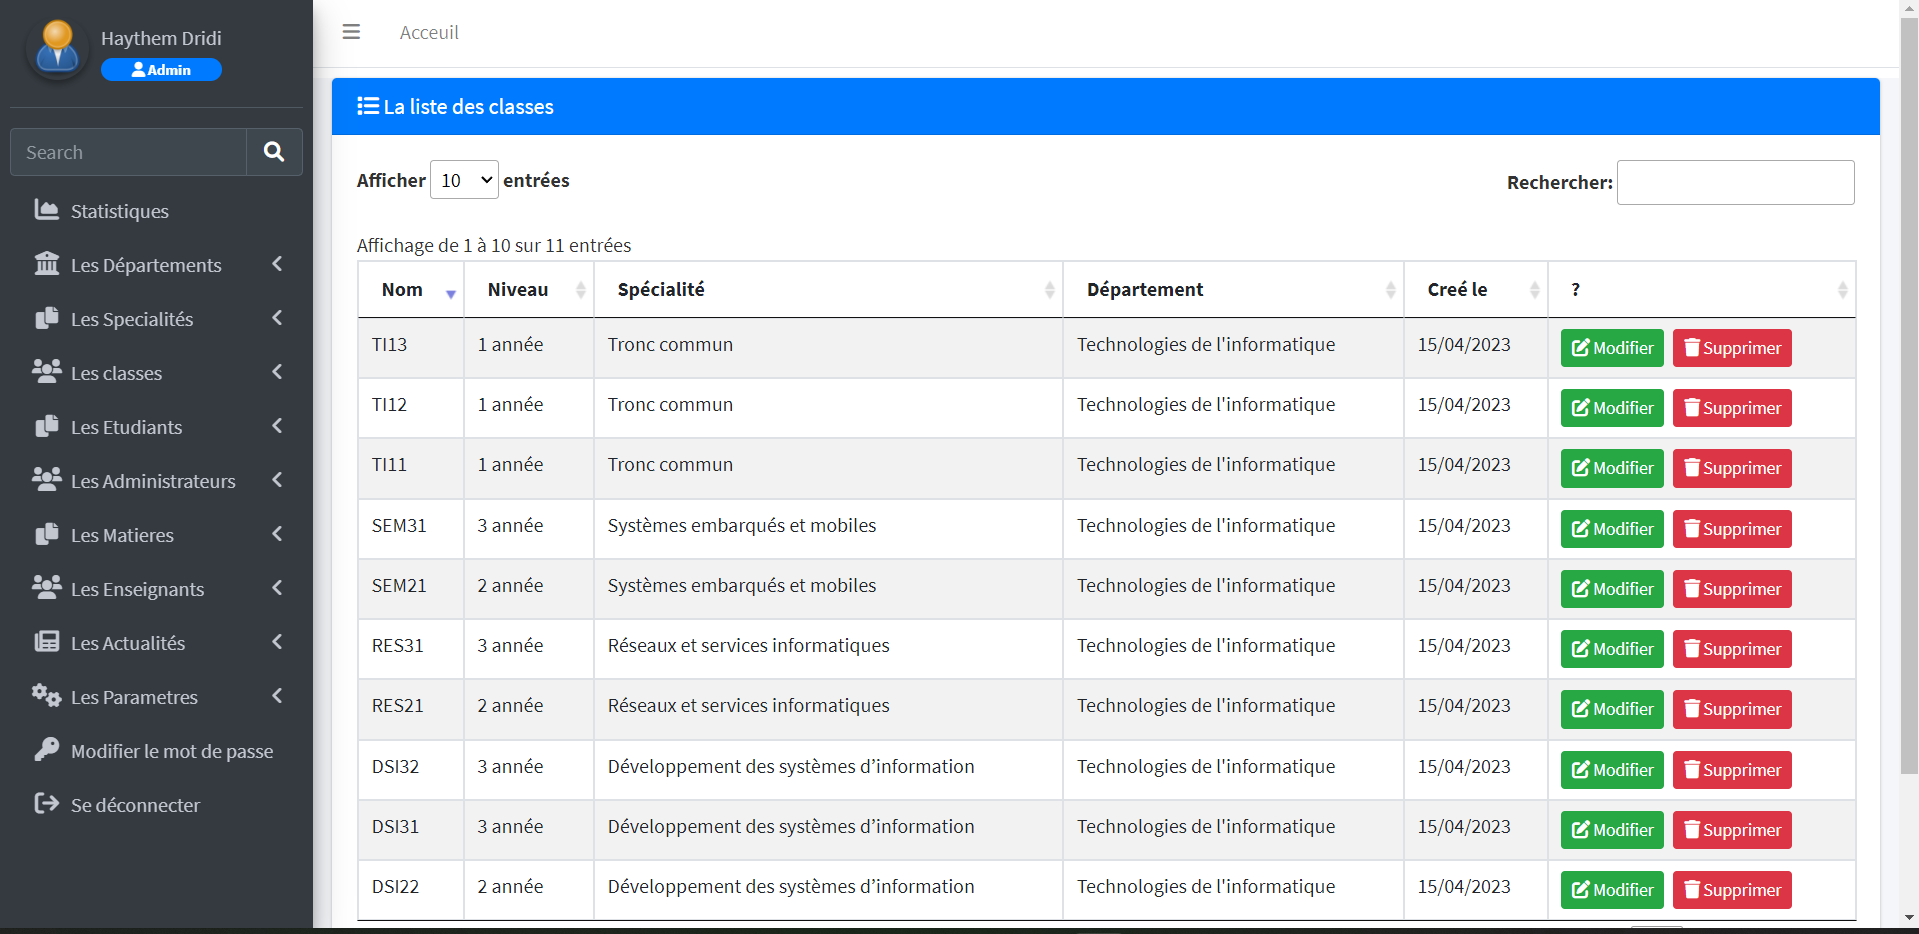 Haythem Dridi
Admin
Search
Statistiques
Les Départements
Les Specialités
Les classes
Les Etudiants
Les Administrateurs
Les Matieres
Les Enseignants
Les Actualités
Les Parametres
Modifier le mot de passe
Se déconnecter
Acceuil
La liste des classes
Afficher 10 entrées
Rechercher:
Affichage de 1 à 10 sur 11 entrées
Nom Niveau Spécialité Département Creé le ?
TI13 1 année Tronc commun Technologies de l'informatique 15/04/2023 Modifier Supprimer
TI12 1 année Tronc commun Technologies de l'informatique 15/04/2023 Modifier Supprimer
TI11 1 année Tronc commun Technologies de l'informatique 15/04/2023 Modifier Supprimer
SEM31 3 année Systèmes embarqués et mobiles Technologies de l'informatique 15/04/2023 Modifier Supprimer
SEM21 2 année Systèmes embarqués et mobiles Technologies de l'informatique 15/04/2023 Modifier Supprimer
RES31 3 année Réseaux et services informatiques Technologies de l'informatique 15/04/2023 Modifier Supprimer
RES21 2 année Réseaux et services informatiques Technologies de l'informatique 15/04/2023 Modifier Supprimer
DSI32 3 année Développement des systèmes d’information Technologies de l'informatique 15/04/2023 Modifier Supprimer
DSI31 3 année Développement des systèmes d’information Technologies de l'informatique 15/04/2023 Modifier Supprimer
DSI22 2 année Développement des systèmes d’information Technologies de l'informatique 15/04/2023 Modifier Supprimer